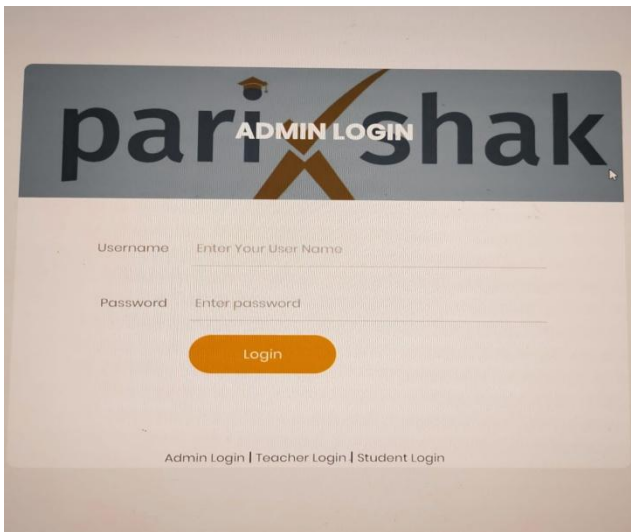 parixshak
ADMIN LOGIN
Username Enter Your User Name
Password Enter password
Login
Admin Login | Teacher Login | Student Login